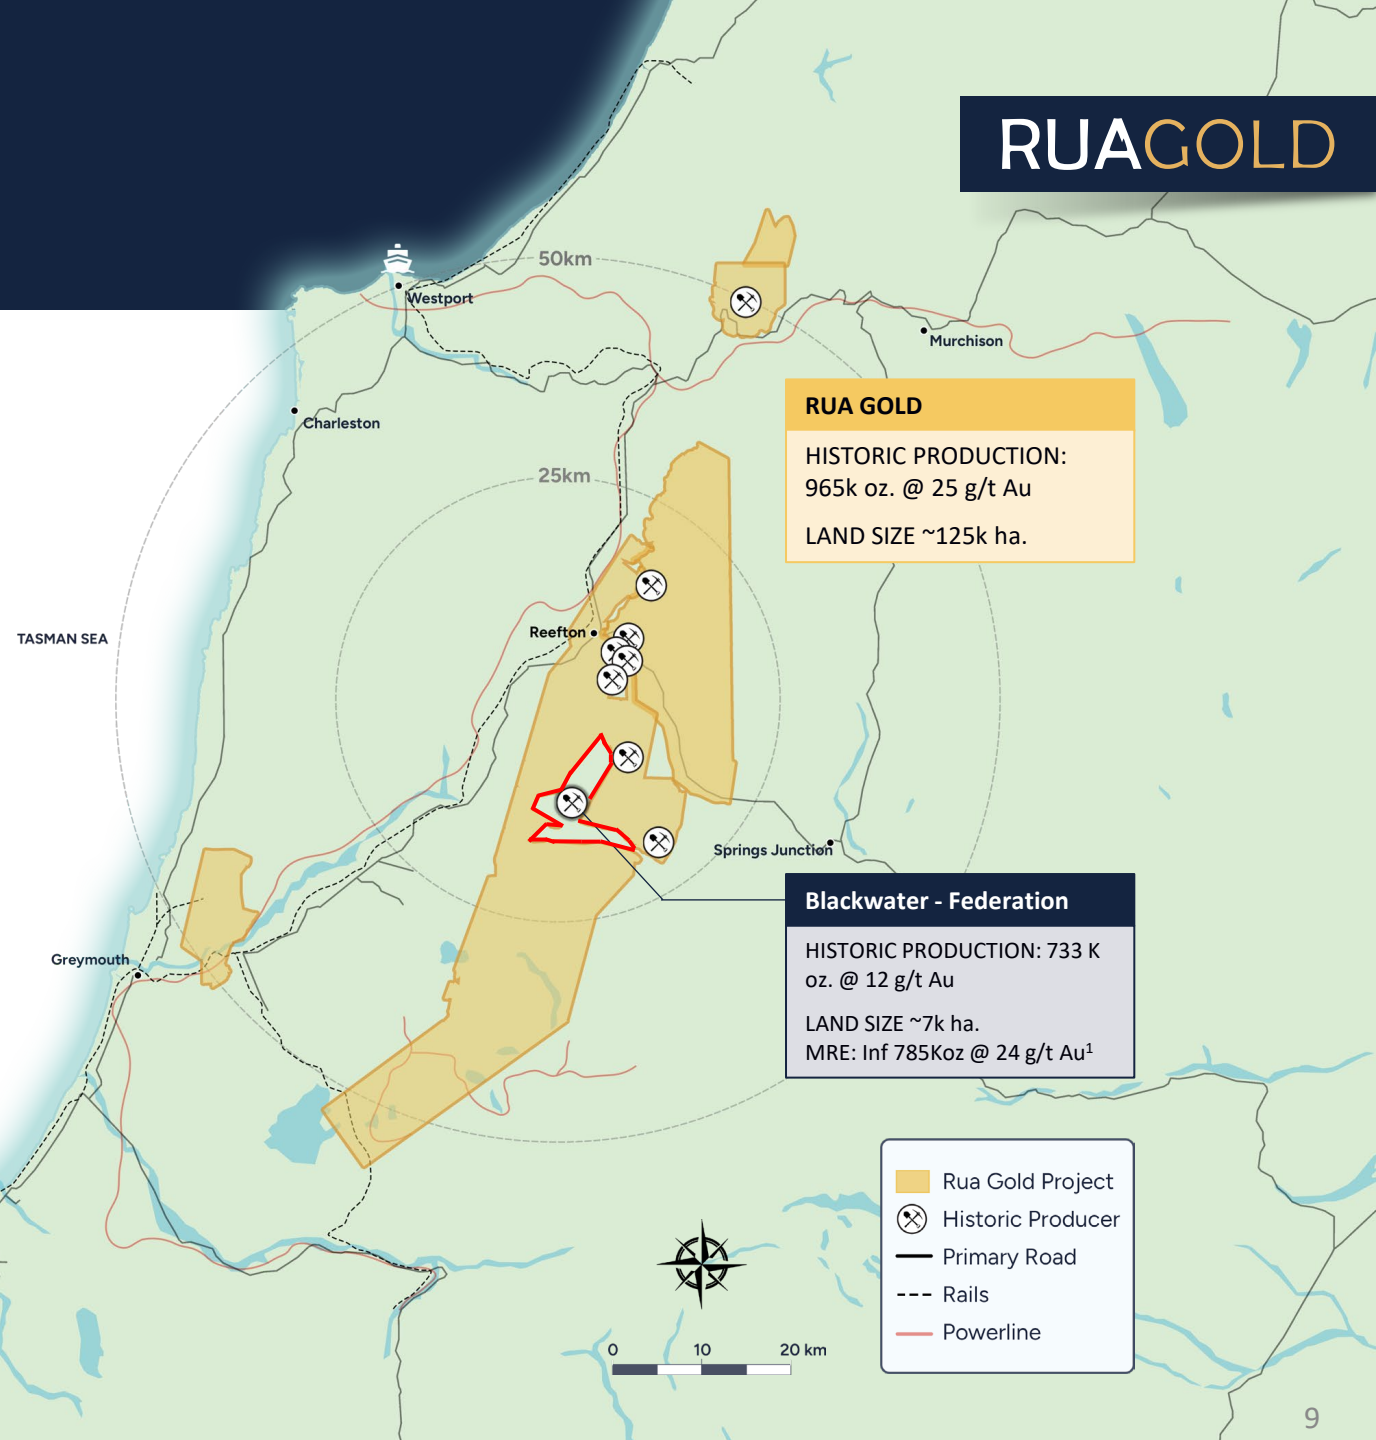 RUAGOLD
50km
Westport
Murchison
Charleston
RUA GOLD
HISTORIC PRODUCTION:
965k oz. @ 25 g/t Au
LAND SIZE ~125k ha.
25km
Reefton
TASMAN SEA
Springs Junction
Blackwater - Federation
HISTORIC PRODUCTION: 733 K
oz. @ 12 g/t Au
LAND SIZE ~7k ha.
MRE: Inf 785Koz @ 24 g/t Au¹
Greymouth
Rua Gold Project
Historic Producer
Primary Road
Rails
Powerline
0 10 20 km
9